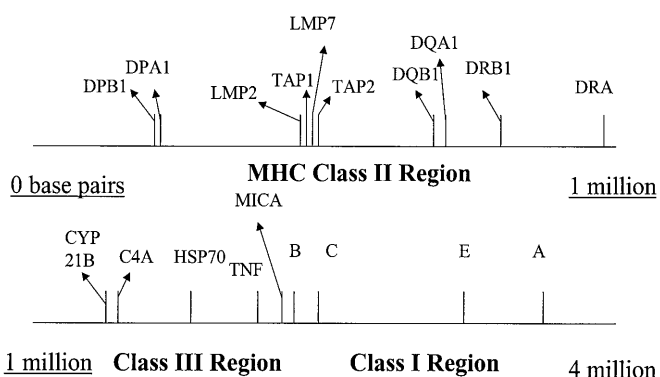 LMP7
DQA1
DPA1
DPB1
LMP2
TAP1
TAP2
DQB1
DRB1
DRA
MHC Class II Region
0 base pairs
1 million
MICA
CYP
21B
C4A
HSP70
TNF
B
C
E
A
1 million
Class III Region
Class I Region
4 million